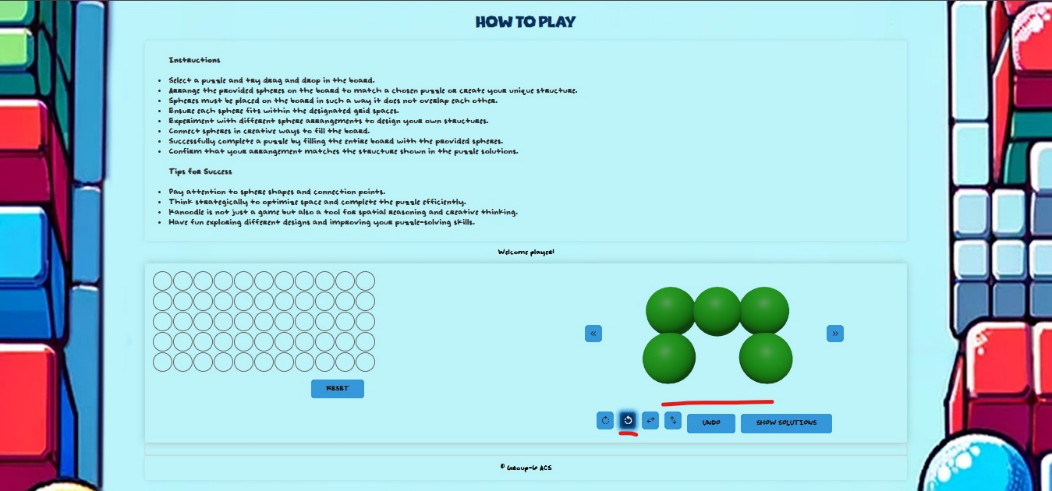 HOW TO PLAY
Instructions
• Select a puzzle and try drag and drop in the board.
• Arrange the provided spheres on the board to match a chosen puzzle or create your unique structure.
• Spheres must be placed on the board in such a way it does not overlap each other.
• Ensure each sphere fits within the designated grid spaces.
• Experiment with different sphere arrangements to design your own structures.
• Connect spheres in creative ways to fill the board.
• Successfully complete a puzzle by filling the entire board with the provided spheres.
• Confirm that your arrangement matches the structure shown in the puzzle solutions.
Tips for Success
• Pay attention to sphere shapes and connection points.
• Think strategically to optimize space and complete the puzzle efficiently.
• Kanoodle is not just a game but also a tool for spatial reasoning and creative thinking.
• Have fun exploring different designs and improving your puzzle-solving skills.
Welcome player!
«
»
RESET
UNDO
SHOW SOLUTIONS
© Group-G ACS